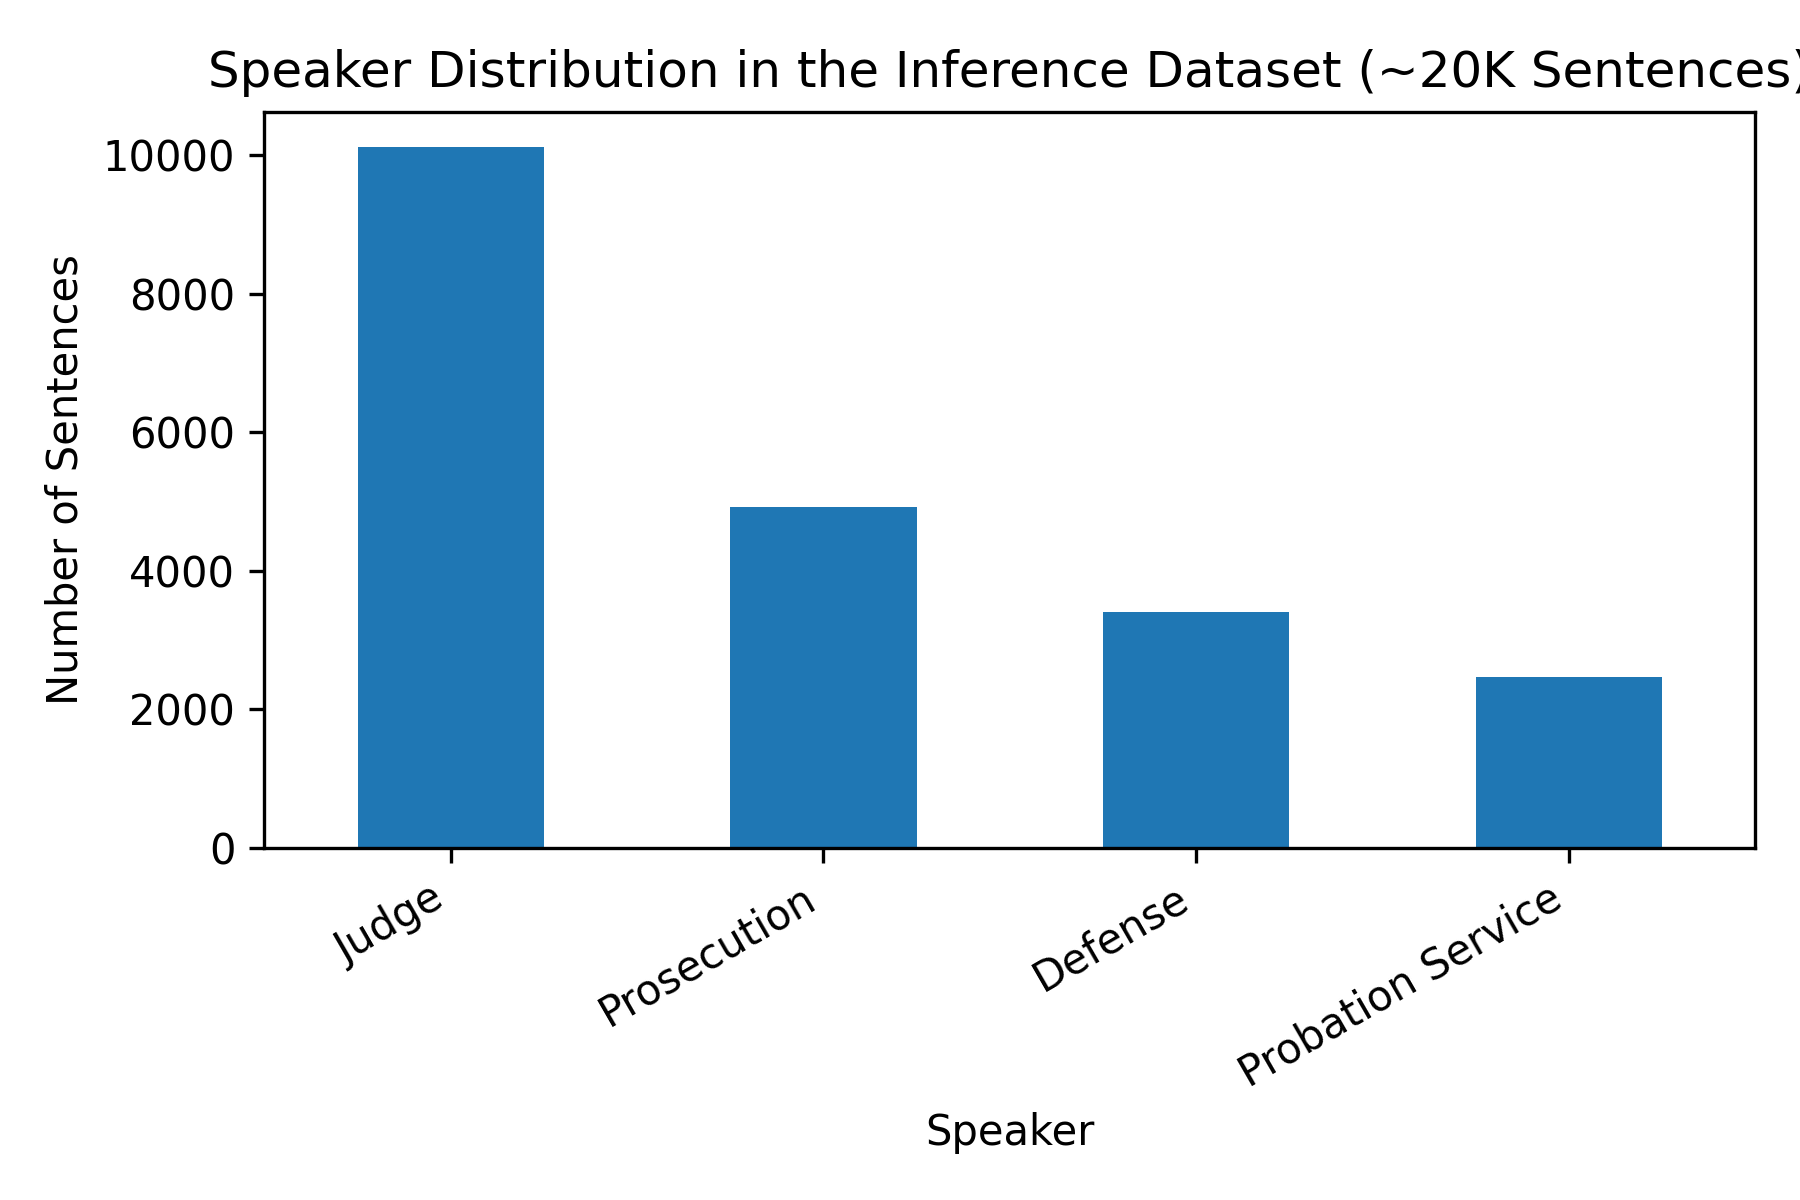 Speaker Distribution in the Inference Dataset (~20K Sentences)
Number of Sentences
10000
8000
6000
4000
2000
0
Judge
Prosecution
Defense
Probation Service
Speaker